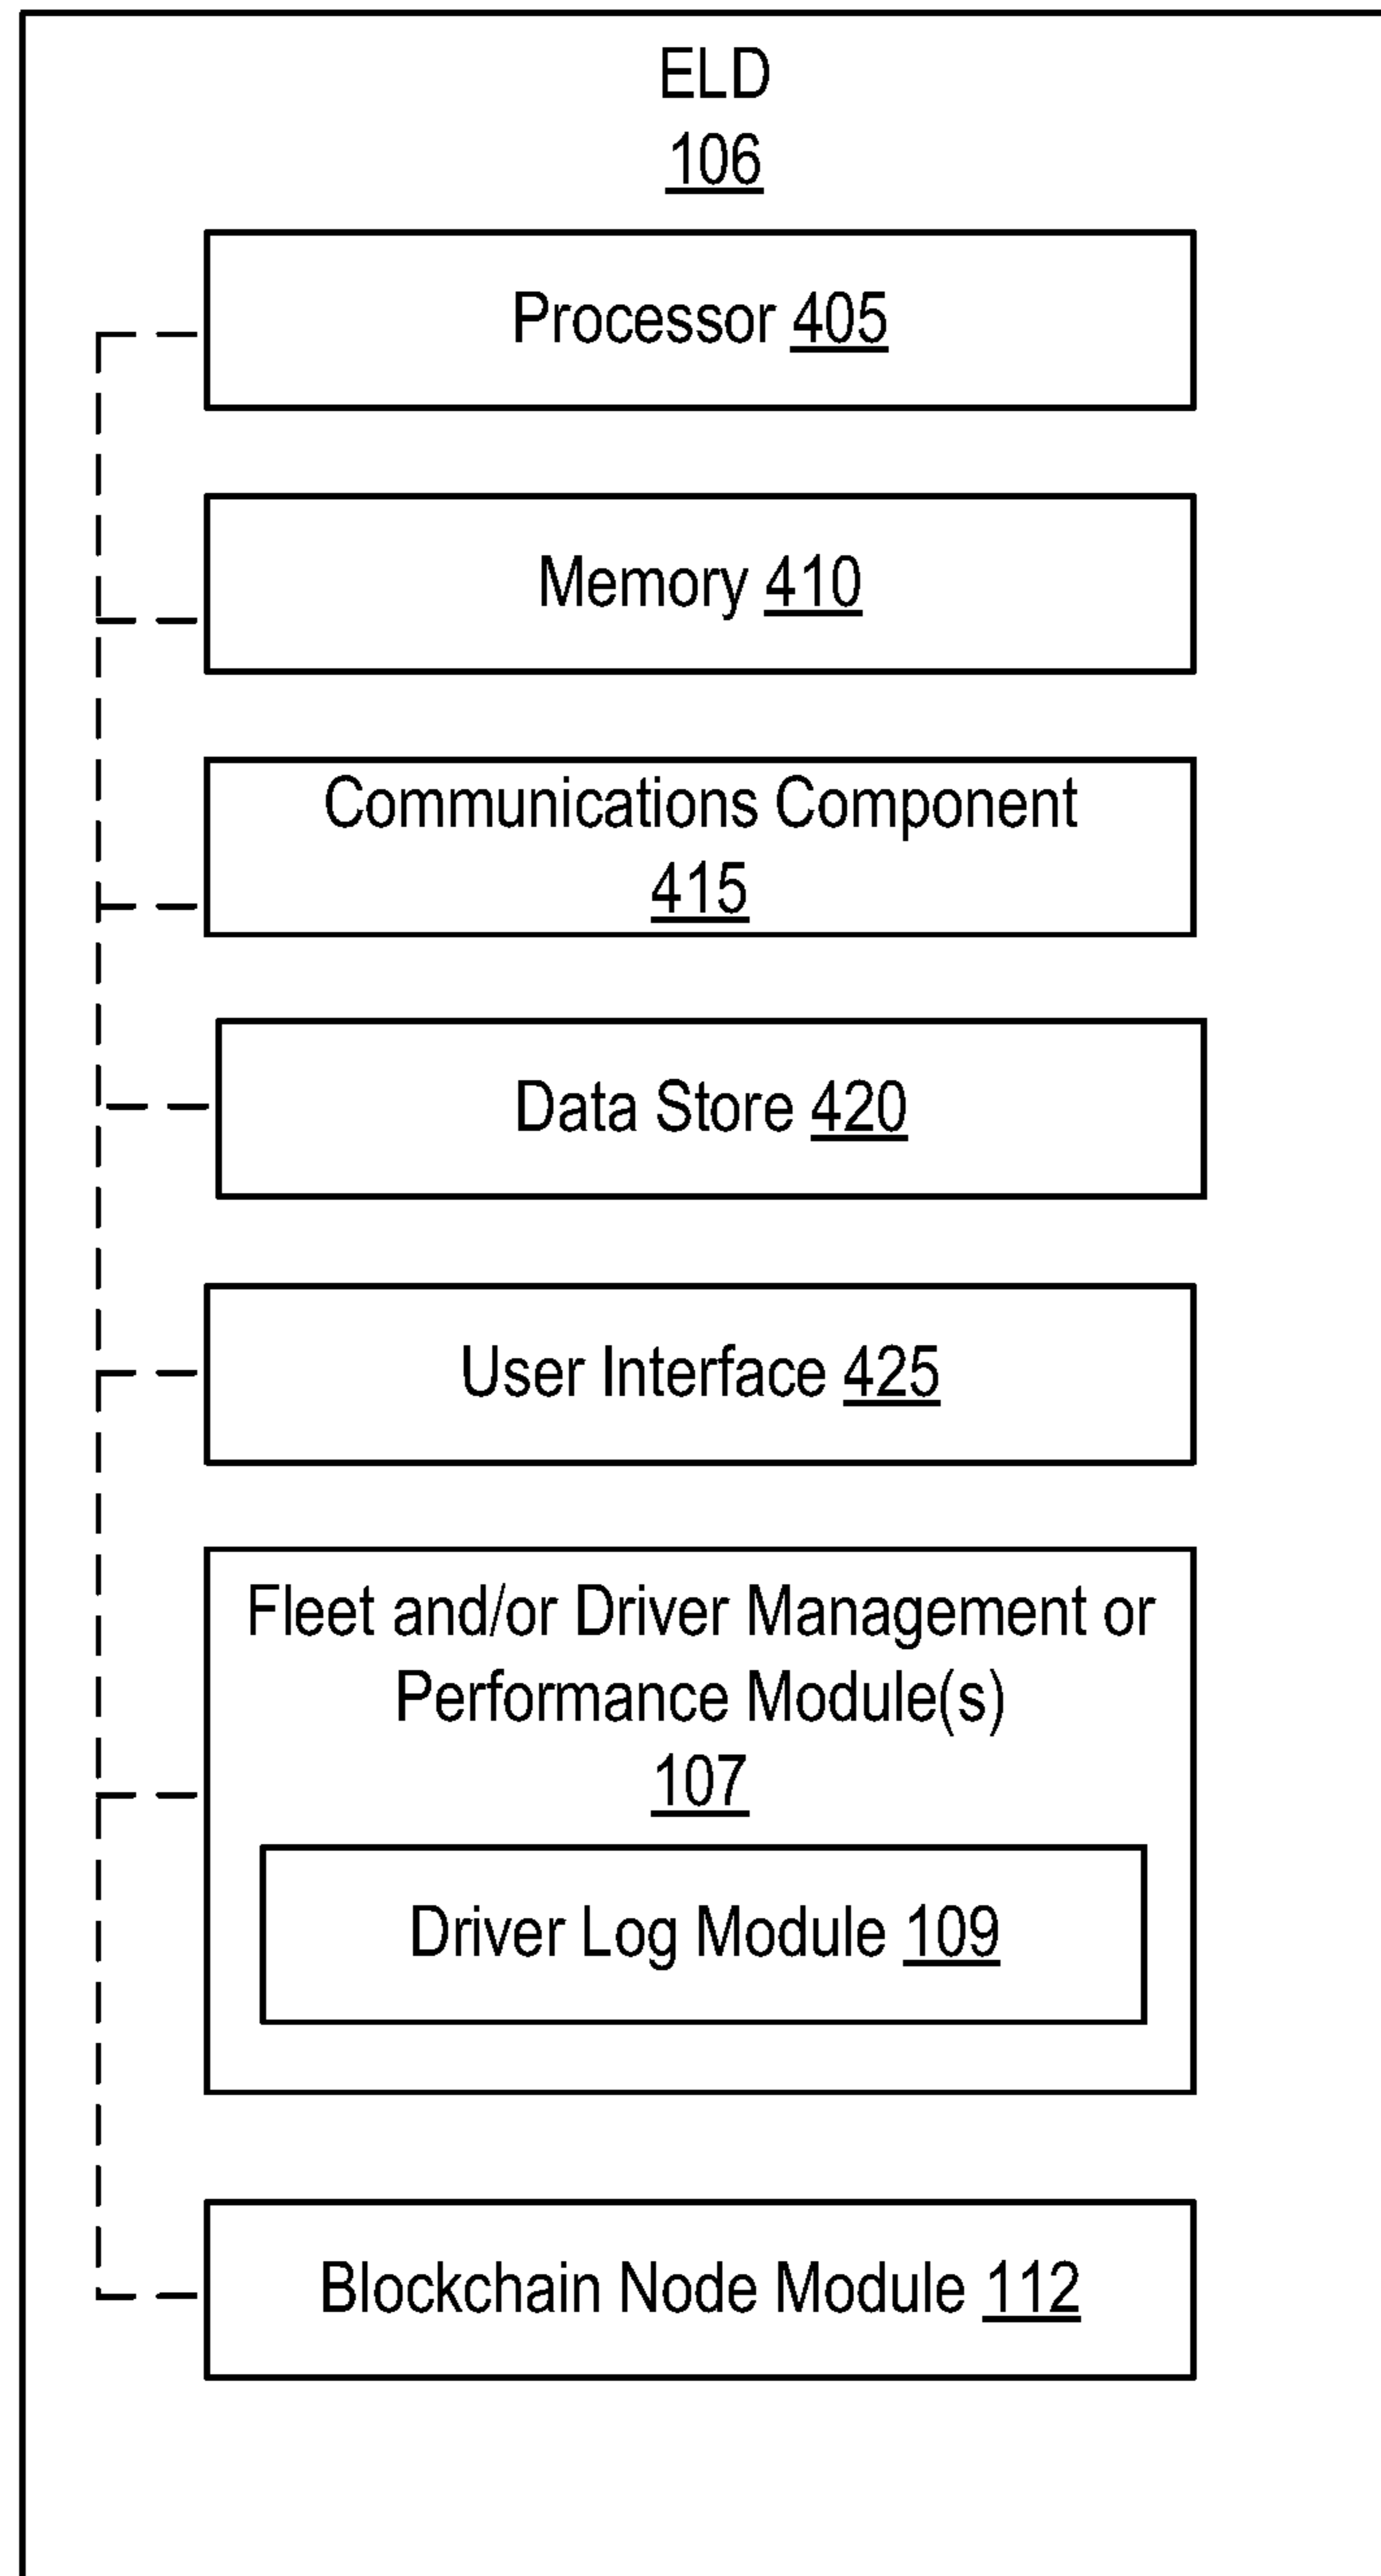 ELD
106
Processor 405
Memory 410
Communications Component
415
Data Store 420
User Interface 425
Fleet and/or Driver Management or
Performance Module(s)
107
Driver Log Module 109
Blockchain Node Module 112